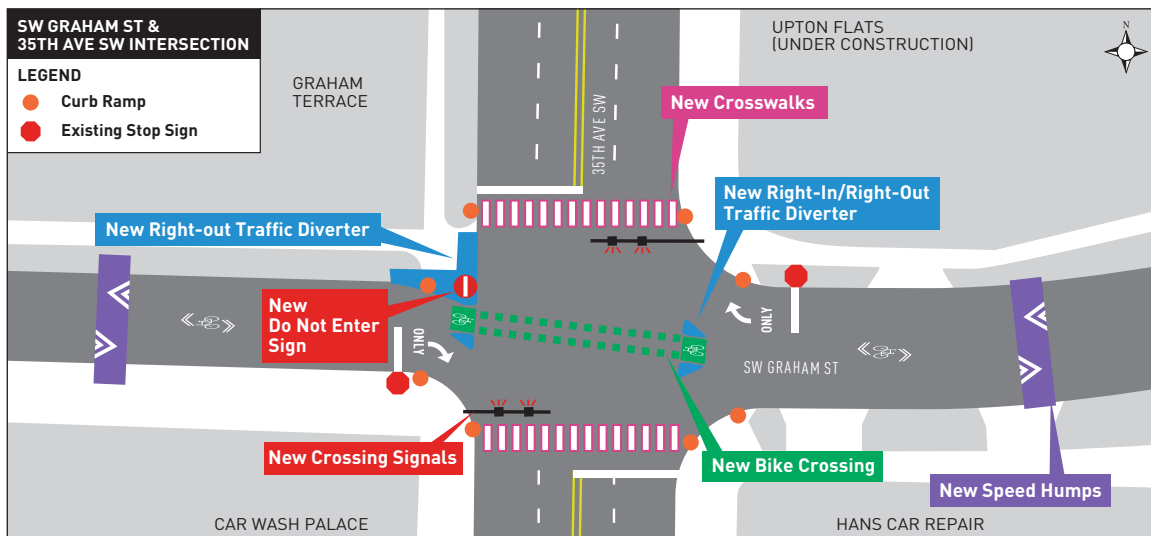 SW GRAHAM ST &
35TH AVE SW INTERSECTION
LEGEND
Curb Ramp
Existing Stop Sign
GRAHAM
TERRACE
UPTON FLATS
(UNDER CONSTRUCTION)
N
35TH AVE SW
New Crosswalks
New Right-In/Right-Out
Traffic Diverter
New Right-out Traffic Diverter
New
Do Not Enter
Sign
ONLY
ONLY
SW GRAHAM ST
New Crossing Signals
New Bike Crossing
New Speed Humps
CAR WASH PALACE
HANS CAR REPAIR